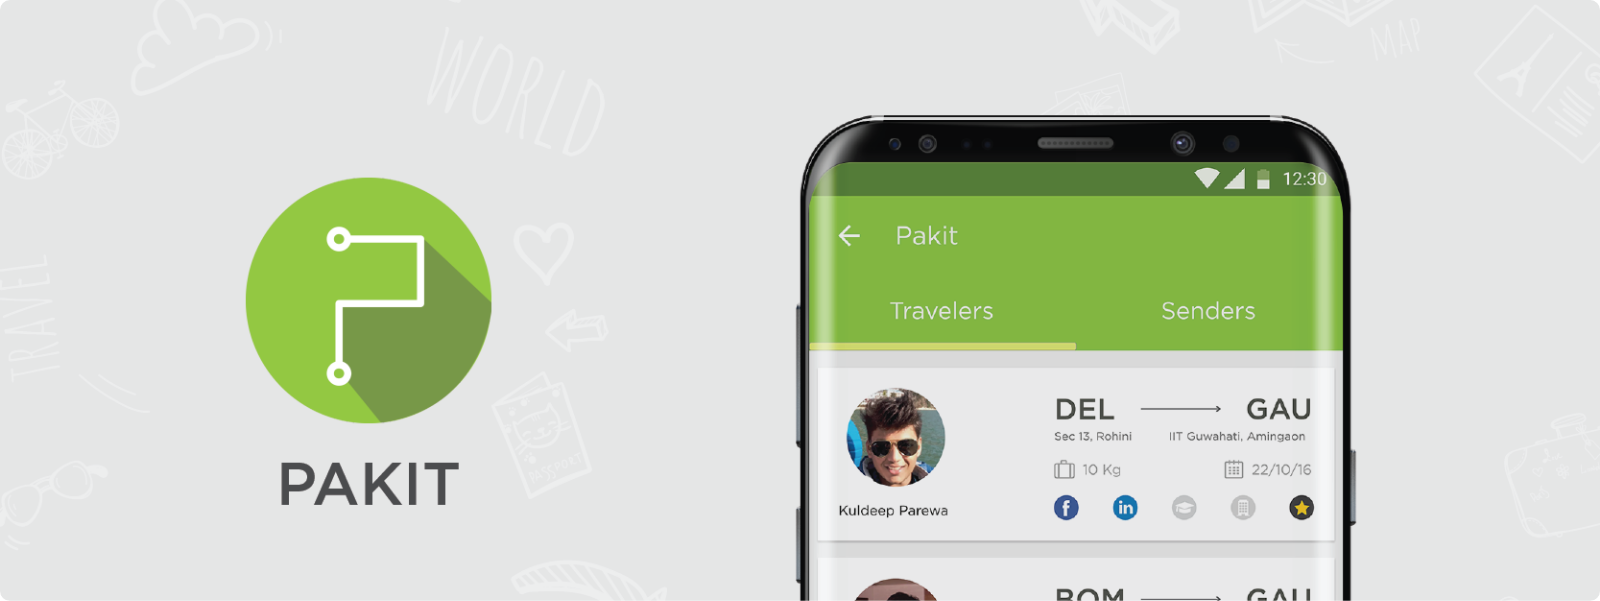 WORLD
MAP
TRAVEL
PASSPORT
PAKIT
12:30
Pakit
Travelers
Senders
DEL
GAU
Sec 13, Rohini
IIT Guwahati, Amingaon
10 Kg
22/10/16
Kuldeep Parewa
f
in
BOM
GAU